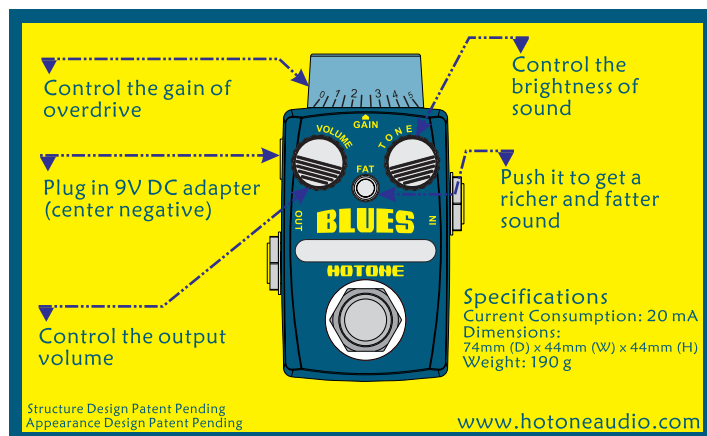 Control the gain of
overdrive
Control the
brightness of
sound
0 1 2 3 4 5
GAIN
VOLUME
TONE
FAT
Plug in 9V DC adapter
(center negative)
Push it to get a
richer and fatter
sound
OUT
BLUES
IN
HOTONE
Control the output
volume
Specifications
Current Consumption: 20 mA
Dimensions:
74mm (D) x 44mm (W) x 44mm (H)
Weight: 190 g
Structure Design Patent Pending
Appearance Design Patent Pending
www.hotoneaudio.com